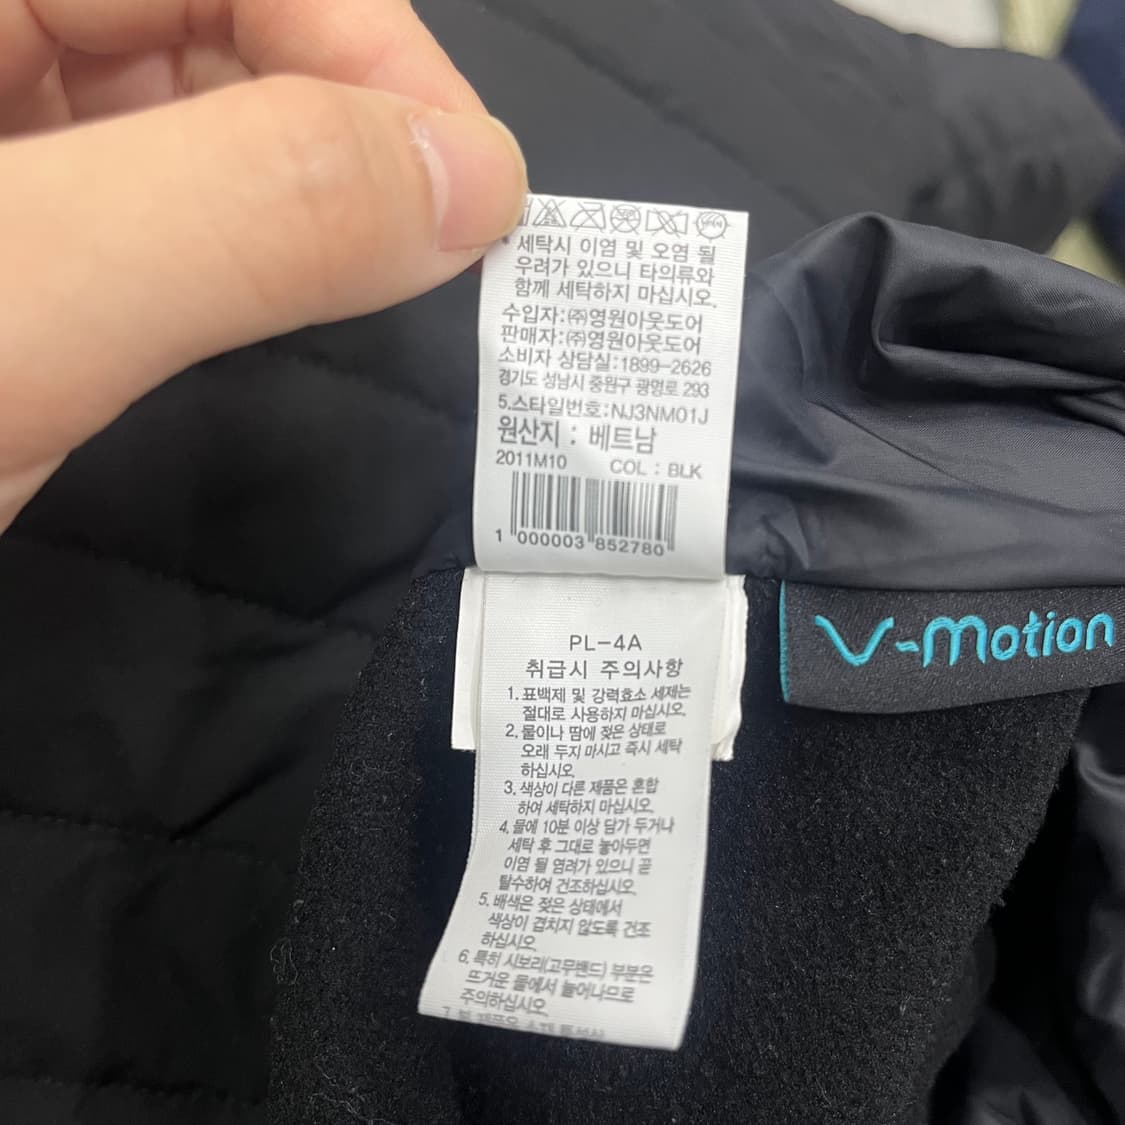 * 세탁시 이염 및 오염 될
우려가 있으니 타의류와
함께 세탁하지 마십시오.
수입자:㈜영원아웃도어
판매자:㈜영원아웃도어
소비자 상담실:1899-2626
경기도 성남시 중원구 광명로 293
5.스타일번호:NJ3NM01J
원산지 : 베트남
2011M10 COL : BLK
1 000003 852780
V-Motion
PL-4A
취급시 주의사항
1. 표백제 및 강력효소 세제는
절대로 사용하지 마십시오.
2. 물이나 땀에 젖은 상태로
오래 두지 마시고 즉시 세탁
하십시오.
3. 색상이 다른 제품은 혼합
하여 세탁하지 마십시오.
4. 물에 10분 이상 담가 두거나
세탁 후 그대로 놓아두면
이염 될 염려가 있으니 곧
탈수하여 건조하십시오.
5. 배색은 젖은 상태에서
색상이 겹치지 않도록 건조
하십시오.
6. 특히 시보리(고무밴드) 부분은
뜨거운 물에서 늘어나므로
주의하십시오.